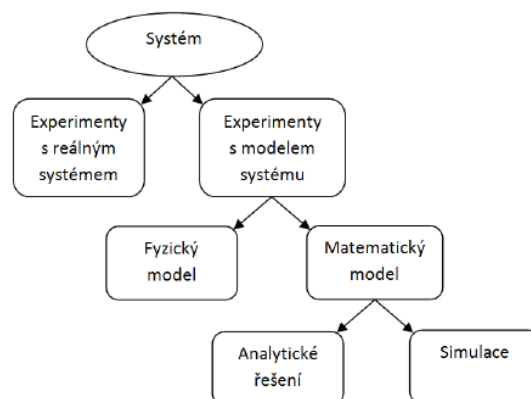 Systém
Experimenty
s reálným
systémem
Experimenty
s modelem
systému
Fyzický
model
Matematický
model
Analytické
řešení
Simulace